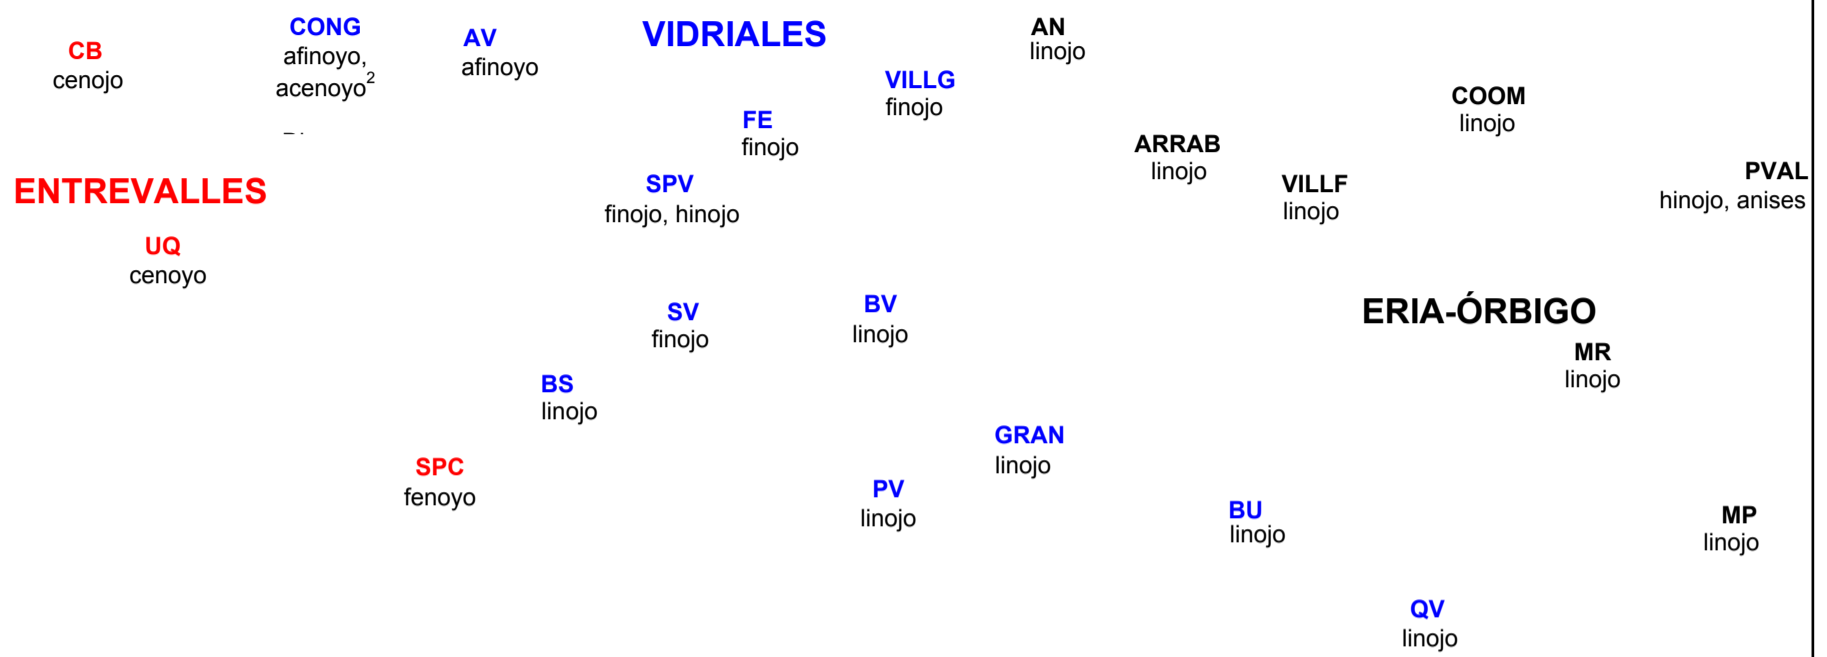 CB
cenojo
CONG
afinoyo,
acenoyo²
AV
afinoyo
VIDRIALES
AN
linojo
VILLG
finojo
FE
finojo
COOM
linojo
ARRAB
linojo
VILLF
linojo
PVAL
hinojo, anises
ENTREVALLES
SPV
finojo, hinojo
UQ
cenoyo
SV
finojo
BV
linojo
ERIA-ÓRBIGO
MR
linojo
BS
linojo
GRAN
linojo
SPC
fenoyo
PV
linojo
BU
linojo
MP
linojo
QV
linojo